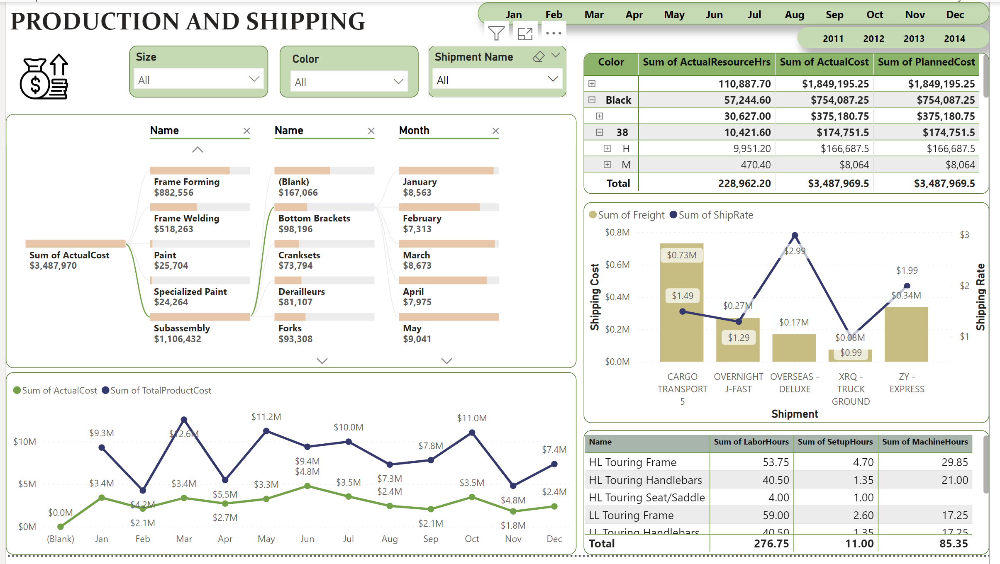 PRODUCTION AND SHIPPING
Jan Feb Mar Apr May Jun Jul Aug Sep Oct Nov Dec
2011 2012 2013 2014
Size
All
Color
All
Shipment Name
All
Color Sum of ActualResourceHrs Sum of ActualCost Sum of PlannedCost
110,887.70 $1,849,195.25 $1,849,195.25
Black 57,244.60 $754,087.25 $754,087.25
30,627.00 $375,180.75 $375,180.75
38 10,421.60 $174,751.5 $174,751.5
H 9,951.20 $166,687.5 $166,687.5
M 470.40 $8,064 $8,064
Total 228,962.20 $3,487,969.5 $3,487,969.5
Sum of ActualCost
$3,487,970
Name
Frame Forming
$882,556
Frame Welding
$518,263
Paint
$25,704
Specialized Paint
$24,264
Subassembly
$1,106,432
Name
(Blank)
$167,066
Bottom Brackets
$98,196
Cranksets
$73,794
Derailleurs
$81,107
Forks
$93,308
Month
January
$8,563
February
$7,313
March
$8,673
April
$7,975
May
$9,041
Sum of Freight Sum of ShipRate
Shipping Cost
$0.8M
$0.6M
$0.4M
$0.2M
$0.0M
$0.73M
$1.49
$0.27M
$1.29
$2.99
$0.17M
$0.08M
$0.99
$1.99
$0.34M
$3
$2
$1
Shipping Rate
CARGO TRANSPORT 5
OVERNIGHT J-FAST
OVERSEAS - DELUXE
XRQ - TRUCK GROUND
ZY - EXPRESS
Shipment
Sum of ActualCost Sum of TotalProductCost
$10M
$5M
$0M
$9.3M
$12.6M
$11.2M
$10.0M
$11.0M
$7.8M
$7.4M
$9.4M
$4.8M
$3.4M
$3.4M
$3.3M
$3.5M
$7.3M
$2.4M
$3.5M
$2.4M
$0.0M
$4.2M
$2.1M
$5.5M
$2.7M
$2.1M
$4.8M
$1.8M
(Blank) Jan Feb Mar Apr May Jun Jul Aug Sep Oct Nov Dec
Name Sum of LaborHours Sum of SetupHours Sum of MachineHours
HL Touring Frame 53.75 4.70 29.85
HL Touring Handlebars 40.50 1.35 21.00
HL Touring Seat/Saddle 4.00 1.00
LL Touring Frame 59.00 2.60 17.25
LL Touring Handlebars 40.50 1.35 17.25
Total 276.75 11.00 85.35